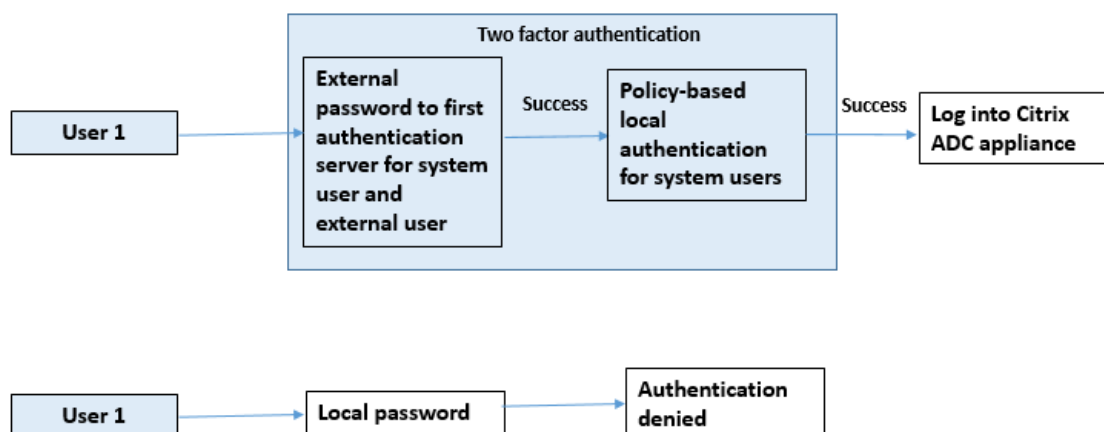 Two factor authentication
User 1
External
password to first
authentication
server for system
user and
external user
Success
Policy-based
local
authentication
for system users
Success
Log into Citrix
ADC appliance
User 1
Local password
Authentication
denied